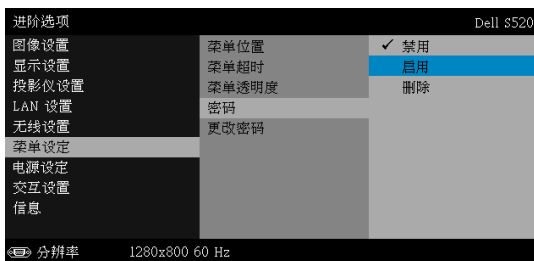 进阶选项 Dell S520
图像设置
显示设置
投影仪设置
LAN 设置
无线设置
菜单设定
电源设定
交互设置
信息
菜单位置
菜单超时
菜单透明度
密码
更改密码
✓ 禁用
启用
删除
分辨率 1280x800 60 Hz